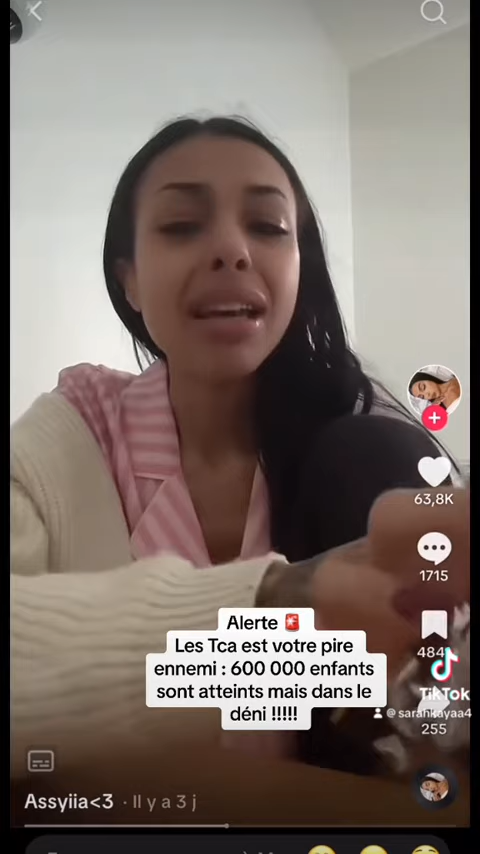 63,8K
1715
Alerte 🚨
Les Tca est votre pire
ennemi : 600 000 enfants
sont atteints mais dans le
déni !!!!!
484
TikTok
@sarahkayaa4
255
Assyiia<3 · Il y a 3 j